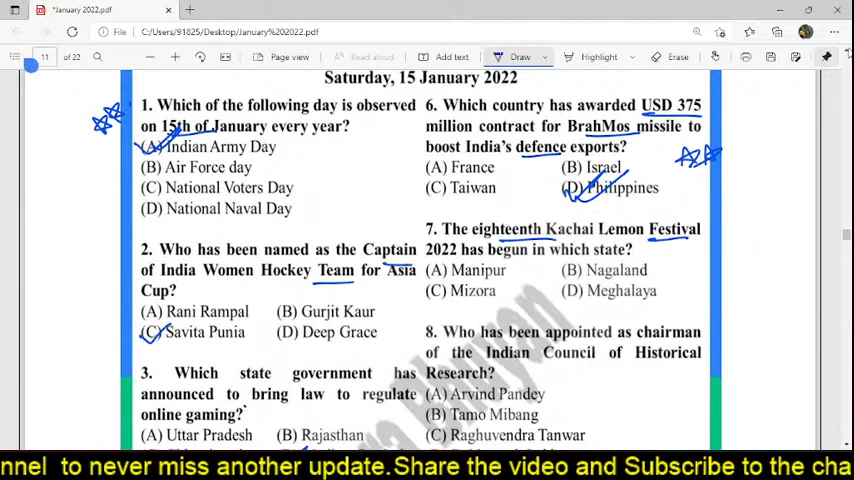 *January 2022.pdf
File
C:/Users/91825/Desktop/January%202022.pdf
11 of 22
Page view
Read aloud
Add text
Draw
Highlight
Erase
Saturday, 15 January 2022
1. Which of the following day is observed
on 15th of January every year?
(A) Indian Army Day
(B) Air Force day
(C) National Voters Day
(D) National Naval Day
2. Who has been named as the Captain
of India Women Hockey Team for Asia
Cup?
(A) Rani Rampal (B) Gurjit Kaur
(C) Savita Punia (D) Deep Grace
3. Which state government has
announced to bring law to regulate
online gaming?
(A) Uttar Pradesh (B) Rajasthan
6. Which country has awarded USD 375
million contract for BrahMos missile to
boost India's defence exports?
(A) France (B) Israel
(C) Taiwan (D) Philippines
7. The eighteenth Kachai Lemon Festival
2022 has begun in which state?
(A) Manipur (B) Nagaland
(C) Mizora (D) Meghalaya
8. Who has been appointed as chairman
of the Indian Council of Historical
Research?
(A) Arvind Pandey
(B) Tamo Mibang
(C) Raghuvendra Tanwar
nnel to never miss another update.Share the video and Subscribe to the cha